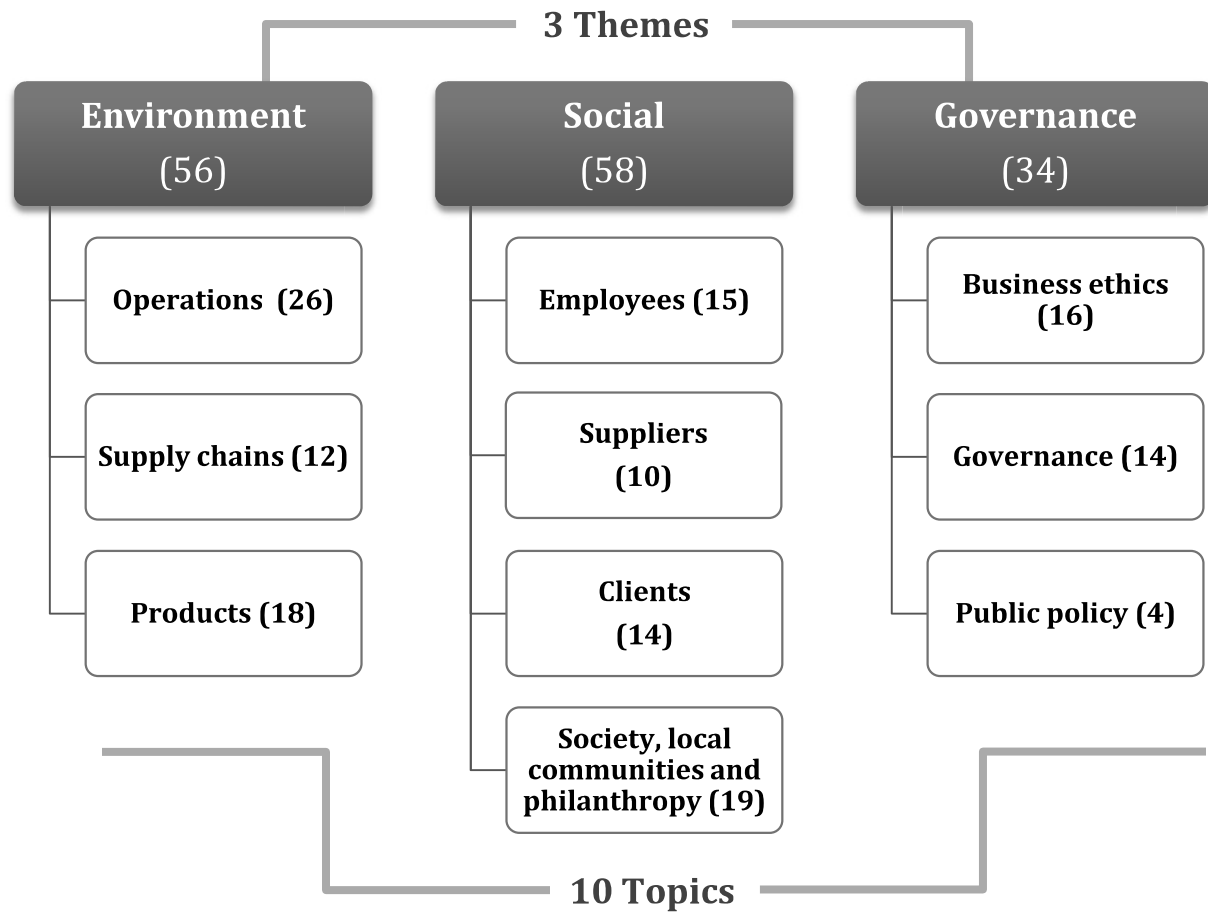 3 Themes
Environment
(56)
Operations (26)
Supply chains (12)
Products (18)
Social
(58)
Employees (15)
Suppliers
(10)
Clients
(14)
Society, local
communities and
philanthropy (19)
Governance
(34)
Business ethics
(16)
Governance (14)
Public policy (4)
10 Topics